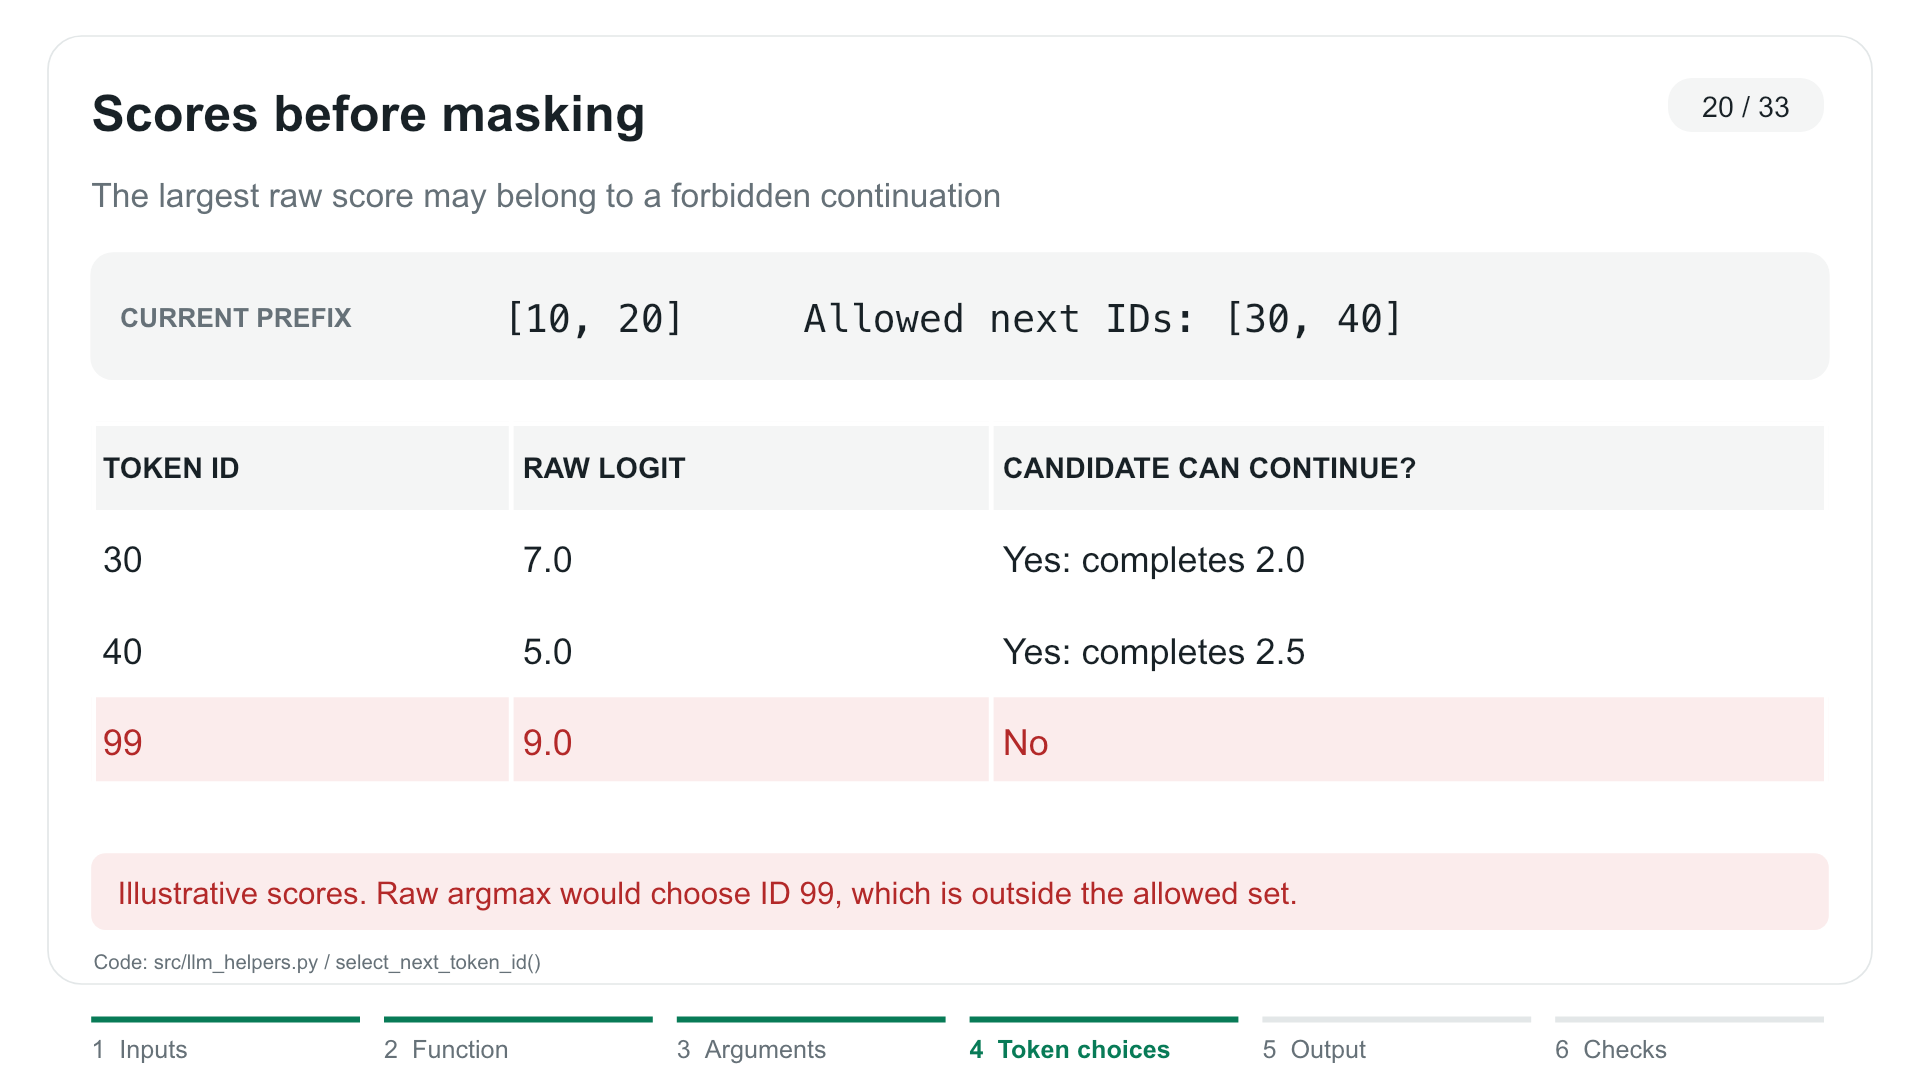 Scores before masking
20 / 33
The largest raw score may belong to a forbidden continuation
CURRENT PREFIX [10, 20] Allowed next IDs: [30, 40]
TOKEN ID RAW LOGIT CANDIDATE CAN CONTINUE?
30 7.0 Yes: completes 2.0
40 5.0 Yes: completes 2.5
99 9.0 No
Illustrative scores. Raw argmax would choose ID 99, which is outside the allowed set.
Code: src/llm_helpers.py / select_next_token_id()
1 Inputs 2 Function 3 Arguments 4 Token choices 5 Output 6 Checks